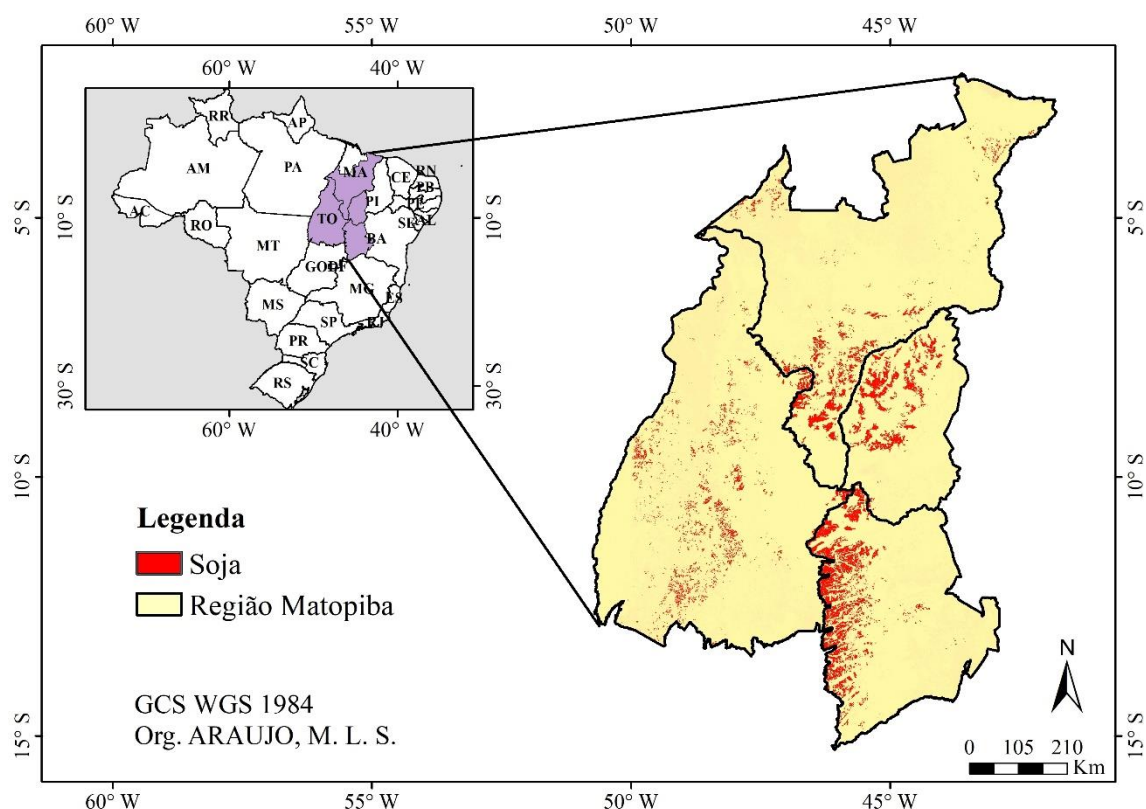 60° W 55° W 50° W 45° W
60° W 40° W
RR AP
AM PA MA CE RN
PB
PI PE
AC TO AL
RO SE
MT BA
GO DF
MG
MS ES
SP RJ
PR
SC
RS
10° S 10° S
30° S 30° S
60° W 40° W
5° S 5° S
10° S 10° S
15° S 15° S
Legenda
Soja
Região Matopiba
GCS WGS 1984
Org. ARAUJO, M. L. S.
N
0 105 210
Km
60° W 55° W 50° W 45° W